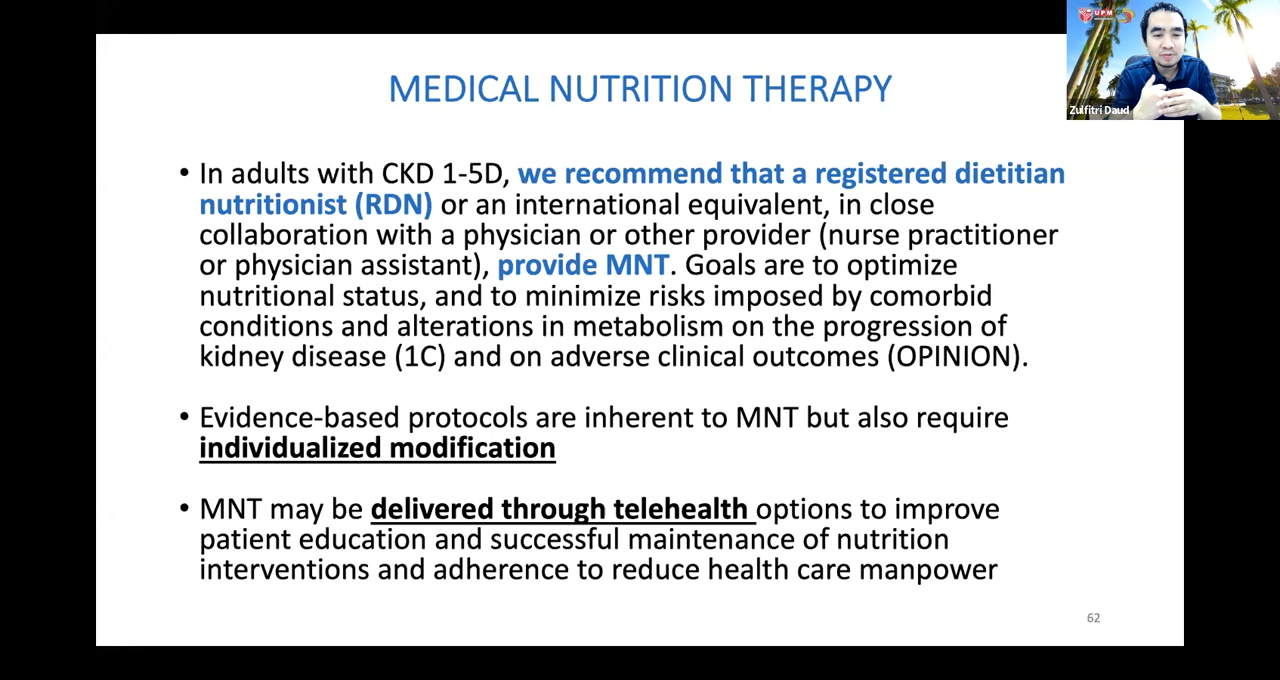 UPM
Zulfitri Daud
MEDICAL NUTRITION THERAPY
• In adults with CKD 1-5D, we recommend that a registered dietitian
nutritionist (RDN) or an international equivalent, in close
collaboration with a physician or other provider (nurse practitioner
or physician assistant), provide MNT. Goals are to optimize
nutritional status, and to minimize risks imposed by comorbid
conditions and alterations in metabolism on the progression of
kidney disease (1C) and on adverse clinical outcomes (OPINION).
• Evidence-based protocols are inherent to MNT but also require
individualized modification
• MNT may be delivered through telehealth options to improve
patient education and successful maintenance of nutrition
interventions and adherence to reduce health care manpower
62